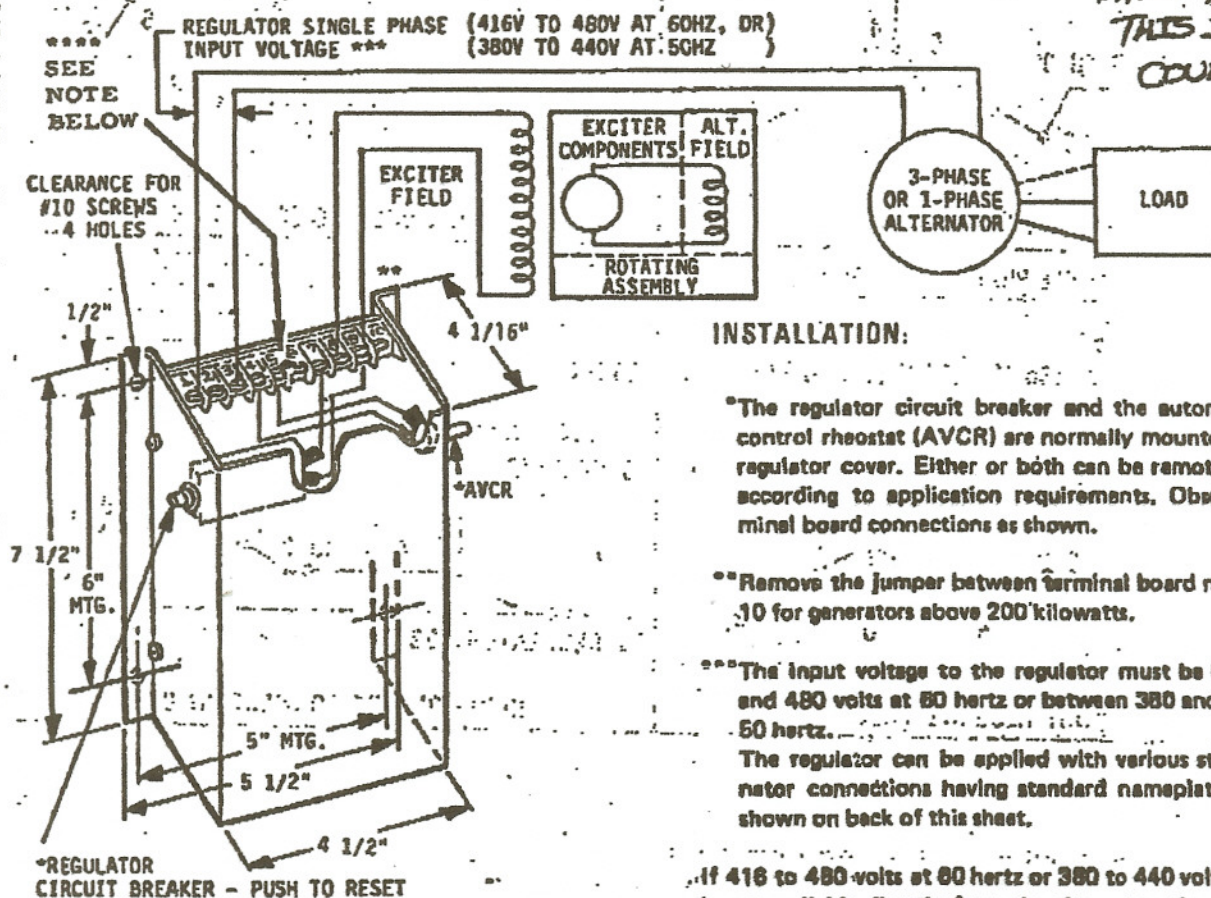 REGULATOR SINGLE PHASE (416V TO 480V AT 60HZ, OR)
INPUT VOLTAGE *** (380V TO 440V AT 50HZ )
THIS
****
SEE
NOTE
BELOW
CLEARANCE FOR
#10 SCREWS
4 HOLES
EXCITER
FIELD
EXCITER
COMPONENTS
ALT.
FIELD
ROTATING
ASSEMBLY
3-PHASE
OR 1-PHASE
ALTERNATOR
LOAD
**
1/2"
4 1/16"
*AVCR
7 1/2"
6"
MTG.
5" MTG.
5 1/2"
4 1/2"
*REGULATOR
CIRCUIT BREAKER - PUSH TO RESET
INSTALLATION:
*The regulator circuit breaker and the autor
control rheostat (AVCR) are normally mounte
regulator cover. Either or both can be remot
according to application requirements. Obse
minal board connections as shown.
**Remove the jumper between terminal board n
10 for generators above 200 kilowatts.
***The input voltage to the regulator must be
and 480 volts at 60 hertz or between 380 and
50 hertz.
The regulator can be applied with various st
nator connections having standard nameplat
shown on back of this sheet.
If 416 to 480 volts at 60 hertz or 380 to 440 vol